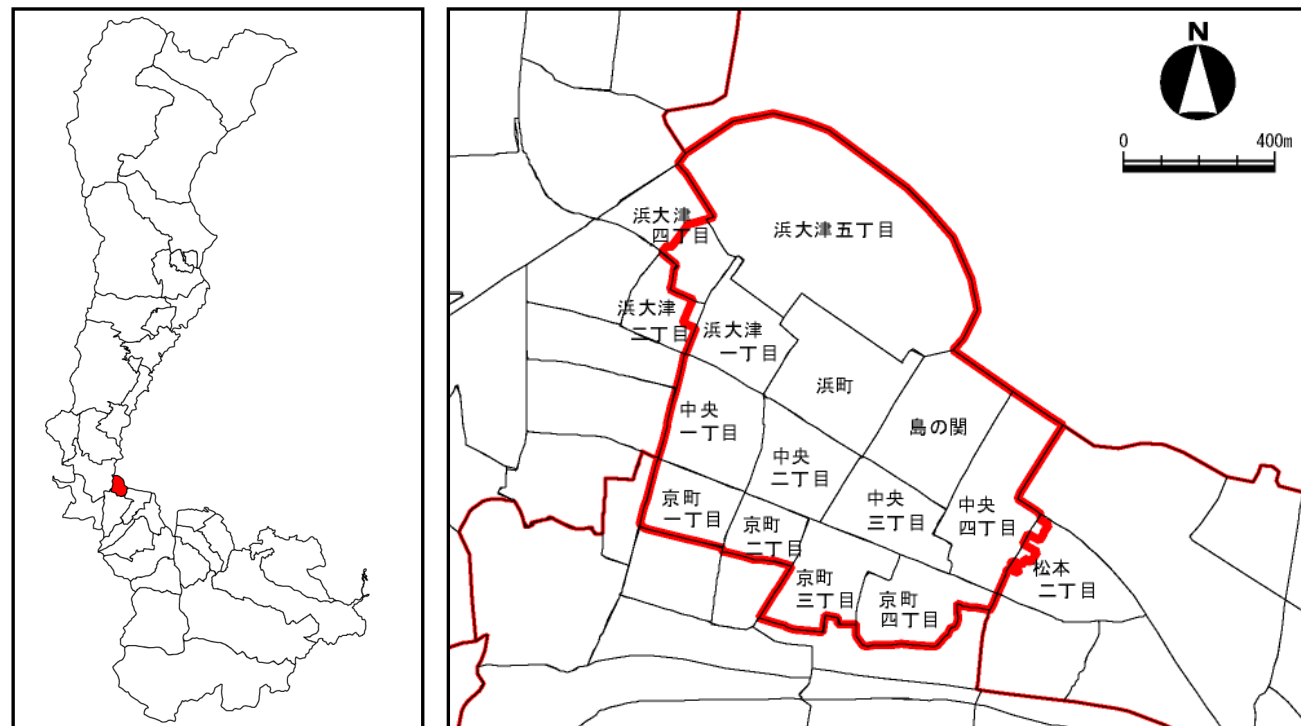 N
0 400m
浜大津
四丁目
浜大津五丁目
浜大津
二丁目
浜大津
一丁目
浜町
中央
一丁目
島の関
中央
二丁目
京町
一丁目
中央
三丁目
中央
四丁目
京町
二丁目
松本
二丁目
京町
三丁目
京町
四丁目